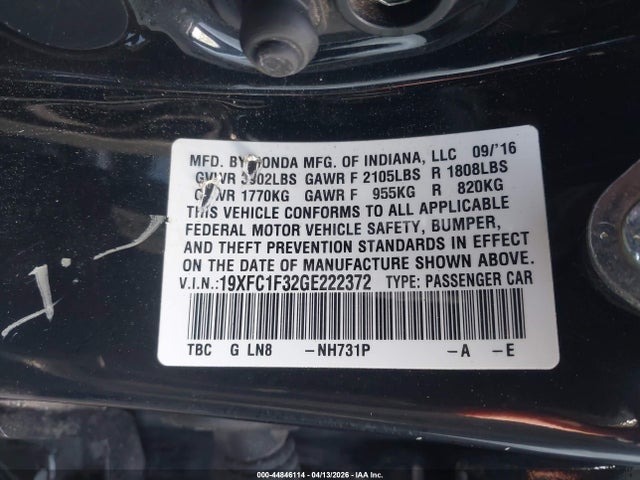 MFD. BY HONDA MFG. OF INDIANA, LLC 09/'16
GVWR 3902LBS GAWR F 2105LBS R 1808LBS
GVWR 1770KG GAWR F 955KG R 820KG
THIS VEHICLE CONFORMS TO ALL APPLICABLE
FEDERAL MOTOR VEHICLE SAFETY, BUMPER,
AND THEFT PREVENTION STANDARDS IN EFFECT
ON THE DATE OF MANUFACTURE SHOWN ABOVE.
V.I.N.:19XFC1F32GE222372 TYPE: PASSENGER CAR
TBC G LN8 -NH731P -A -E
000-44846114 - 04/13/2026 - IAA Inc.